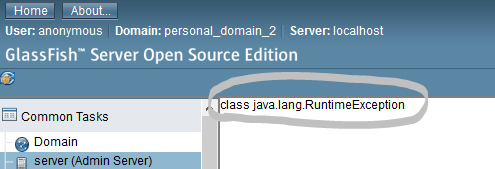 Home About...
User: anonymous Domain: personal_domain_2 Server: localhost
GlassFish™ Server Open Source Edition
class java.lang.RuntimeException
Common Tasks
Domain
server (Admin Server)